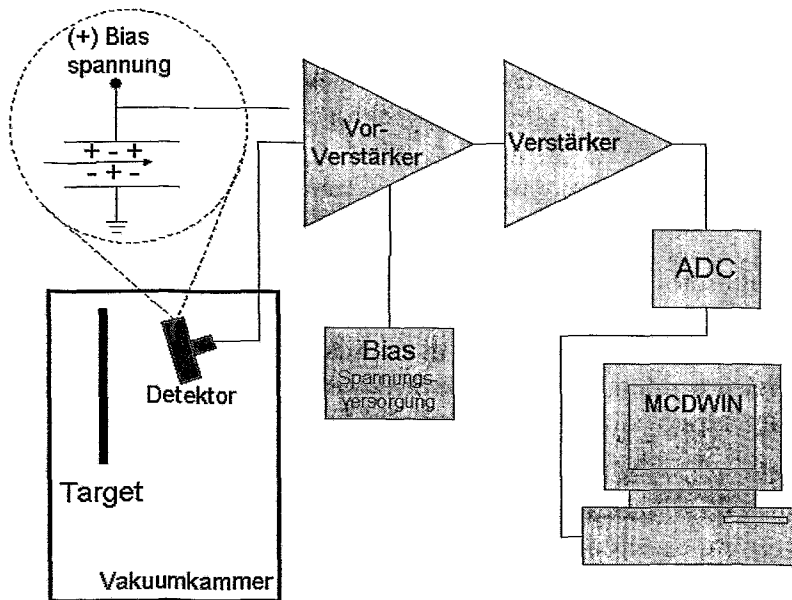 (+) Bias
spannung
+ - +
- + -
Vor-
Verstärker
Verstärker
ADC
Bias
Spannungs-
versorgung
MCDWIN
Detektor
Target
Vakuumkammer